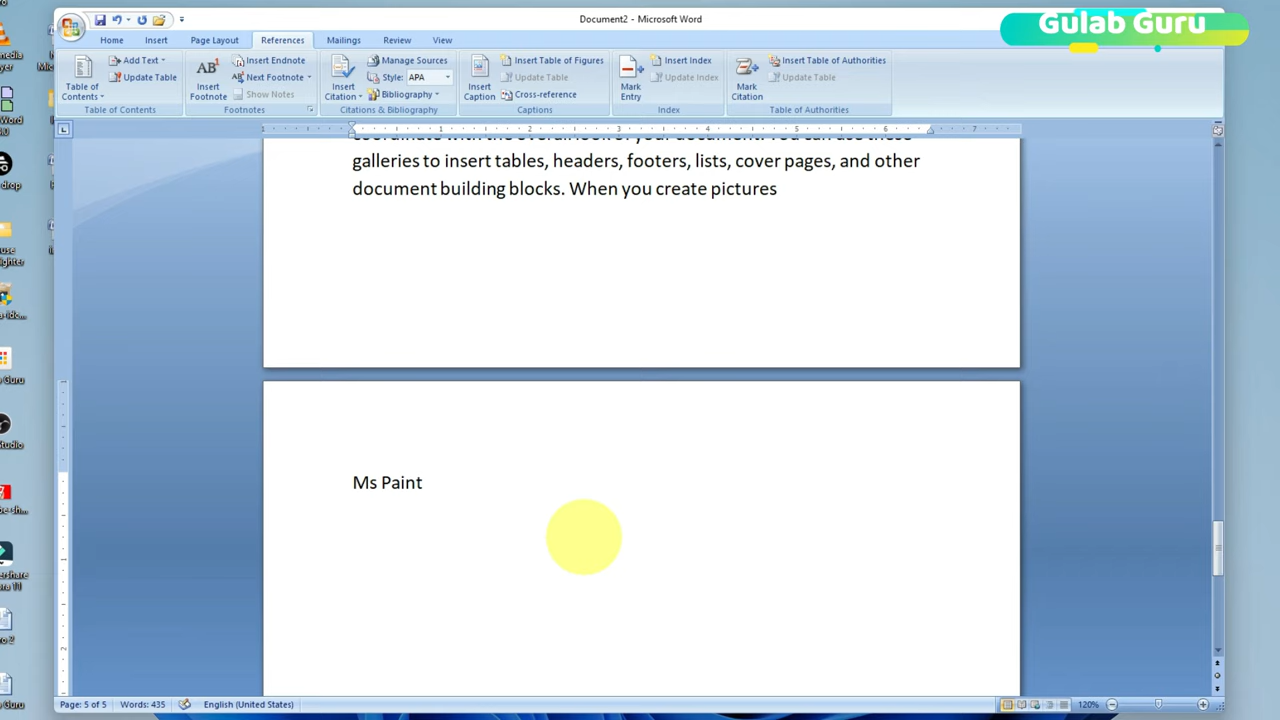 Document2 - Microsoft Word
Gulab Guru
Home Insert Page Layout References Mailings Review View
Table of Contents
Add Text
Update Table
Table of Contents
Insert Footnote
Insert Endnote
Next Footnote
Show Notes
Footnotes
Insert Citation
Manage Sources
Style: APA
Bibliography
Citations & Bibliography
Insert Caption
Insert Table of Figures
Update Table
Cross-reference
Captions
Mark Entry
Insert Index
Update Index
Index
Mark Citation
Insert Table of Authorities
Update Table
Table of Authorities
galleries to insert tables, headers, footers, lists, cover pages, and other
document building blocks. When you create pictures
Ms Paint
Page: 5 of 5 Words: 435 English (United States) 120%